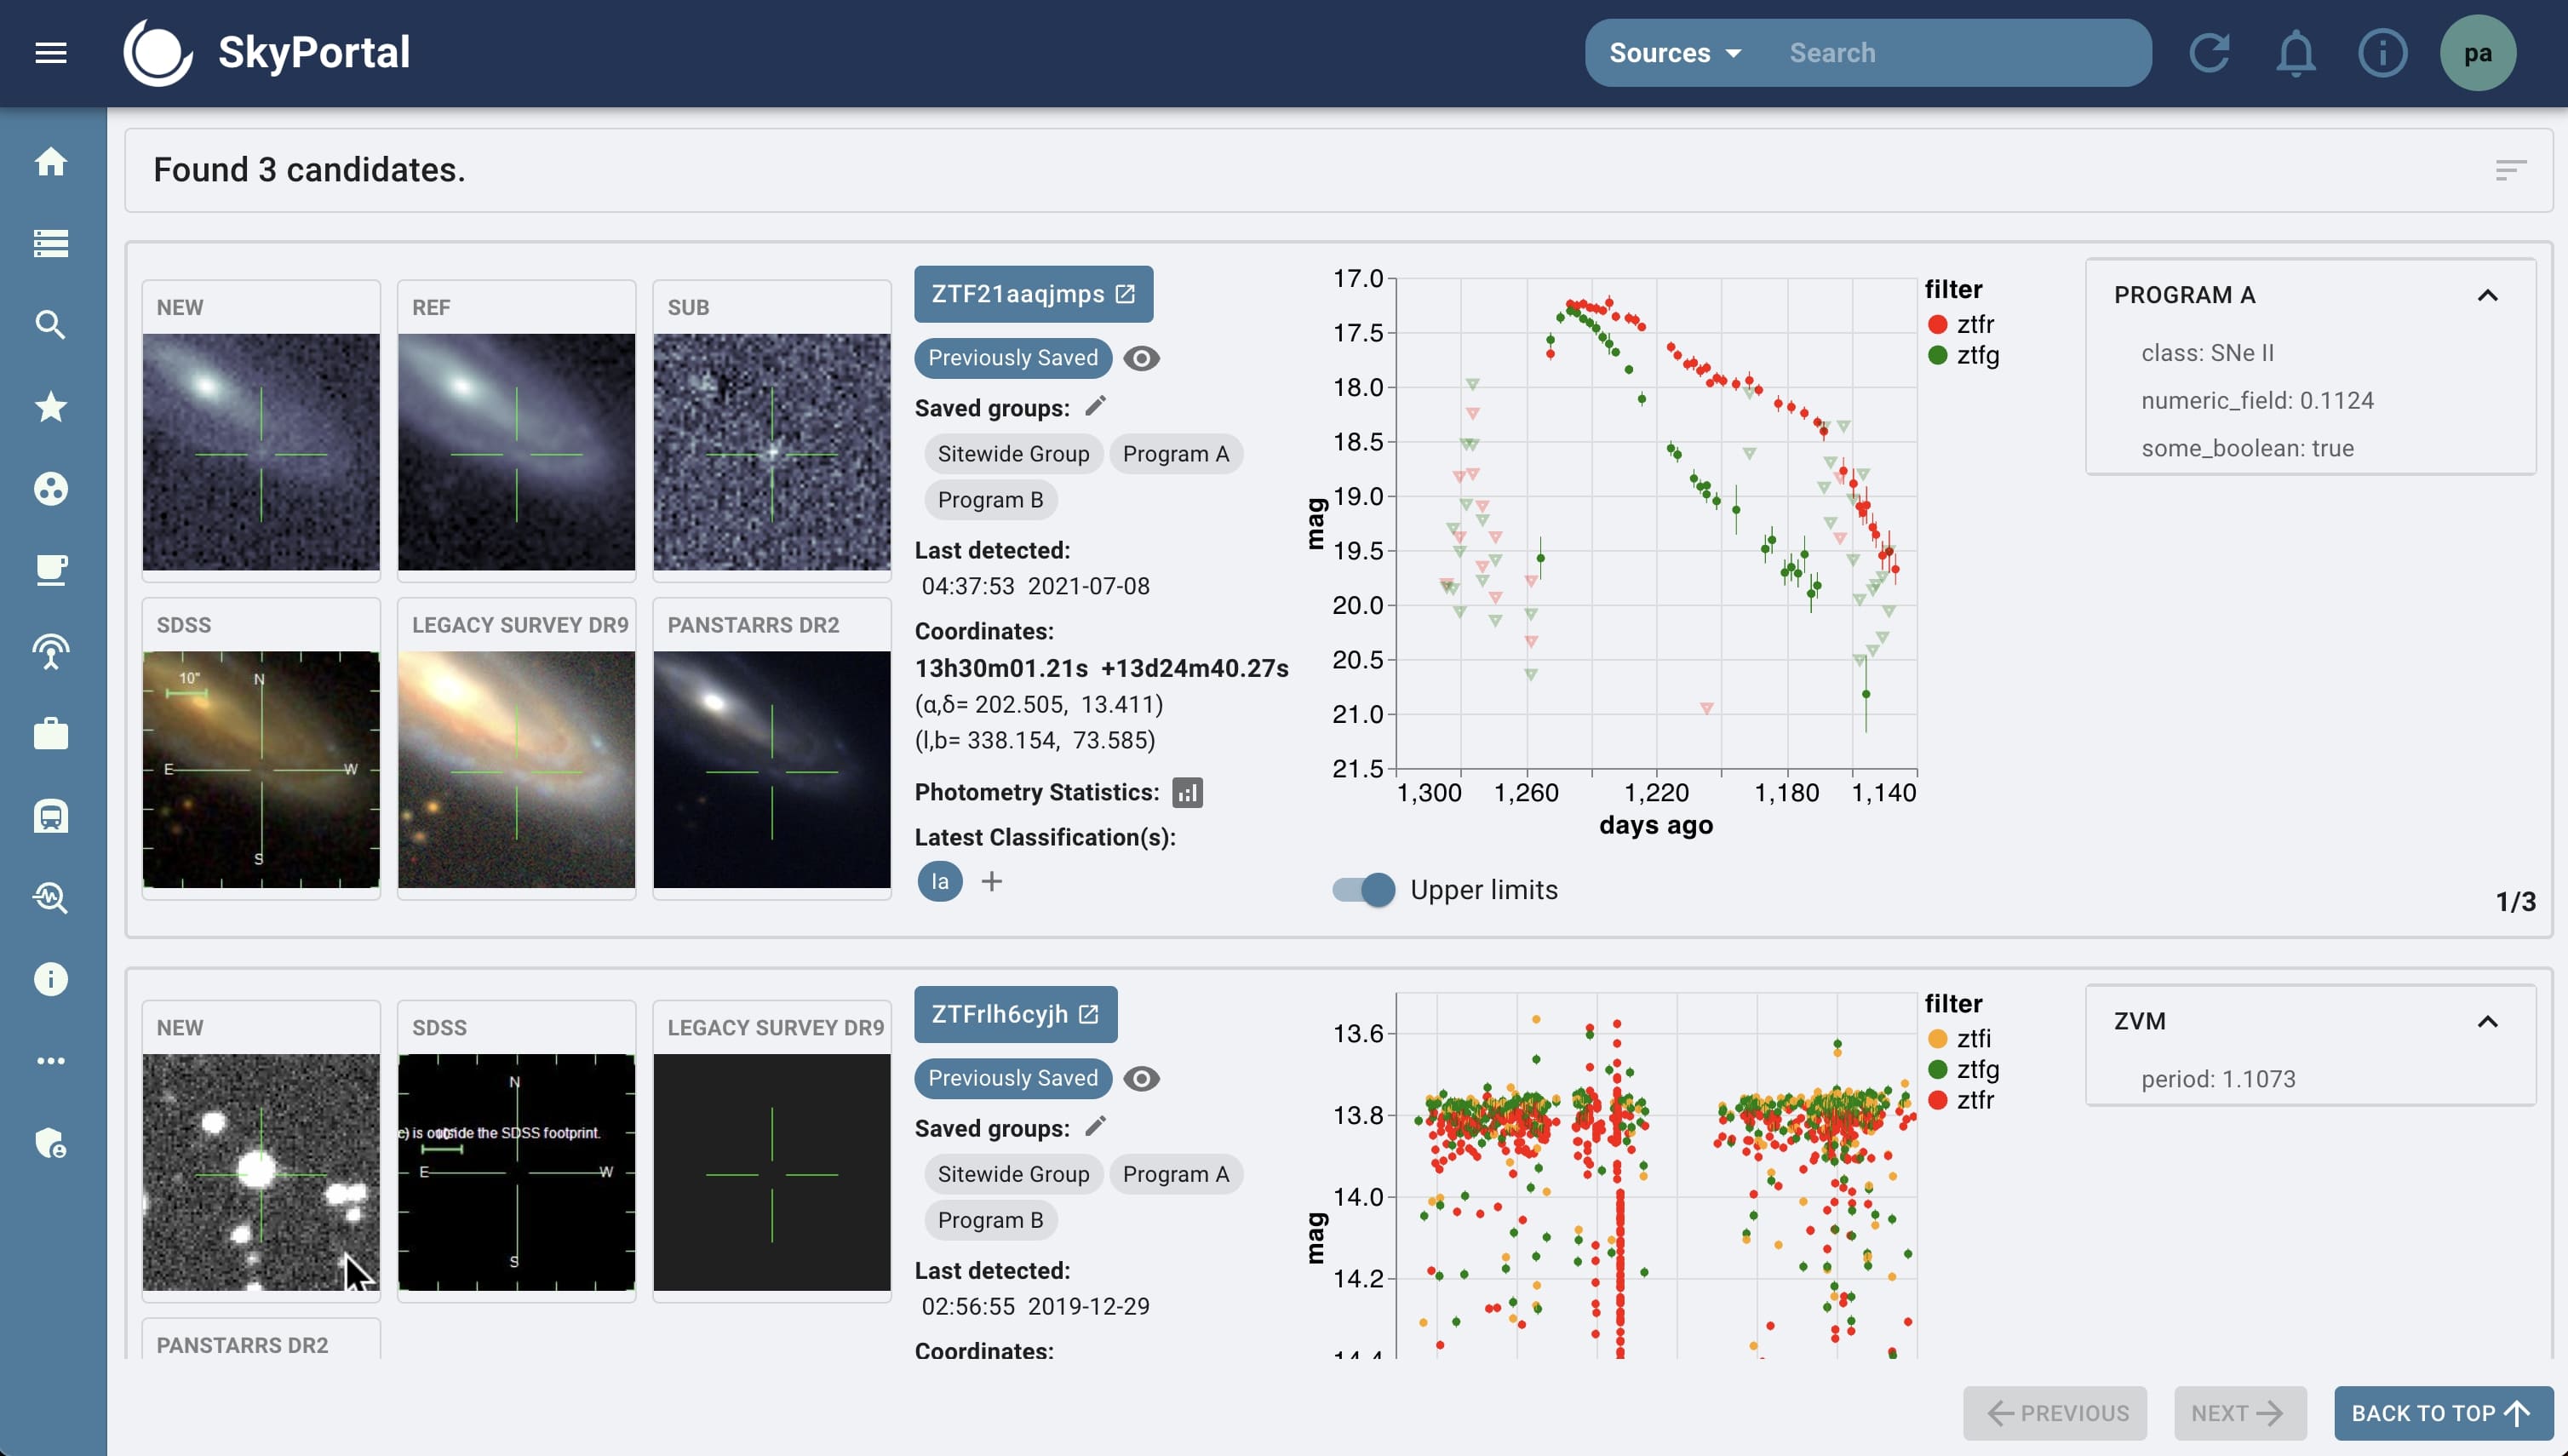 SkyPortal
Sources
Search
pa
Found 3 candidates.
NEW
REF
SUB
SDSS
10"
N
E
W
S
LEGACY SURVEY DR9
PANSTARRS DR2
ZTF21aaqjmps
Previously Saved
Saved groups:
Sitewide Group
Program A
Program B
Last detected:
04:37:53 2021-07-08
Coordinates:
13h30m01.21s +13d24m40.27s
(α,δ= 202.505, 13.411)
(l,b= 338.154, 73.585)
Photometry Statistics:
Latest Classification(s):
Ia
17.0
17.5
18.0
18.5
19.0
19.5
20.0
20.5
21.0
21.5
mag
1,300
1,260
1,220
1,180
1,140
days ago
filter
ztfr
ztfg
Upper limits
PROGRAM A
class: SNe II
numeric_field: 0.1124
some_boolean: true
1/3
NEW
SDSS
N
is outside the SDSS footprint.
E
W
S
LEGACY SURVEY DR9
PANSTARRS DR2
ZTFrlh6cyjh
Previously Saved
Saved groups:
Sitewide Group
Program A
Program B
Last detected:
02:56:55 2019-12-29
Coordinates:
13.6
13.8
14.0
14.2
14.4
mag
filter
ztfi
ztfg
ztfr
ZVM
period: 1.1073
PREVIOUS
NEXT
BACK TO TOP